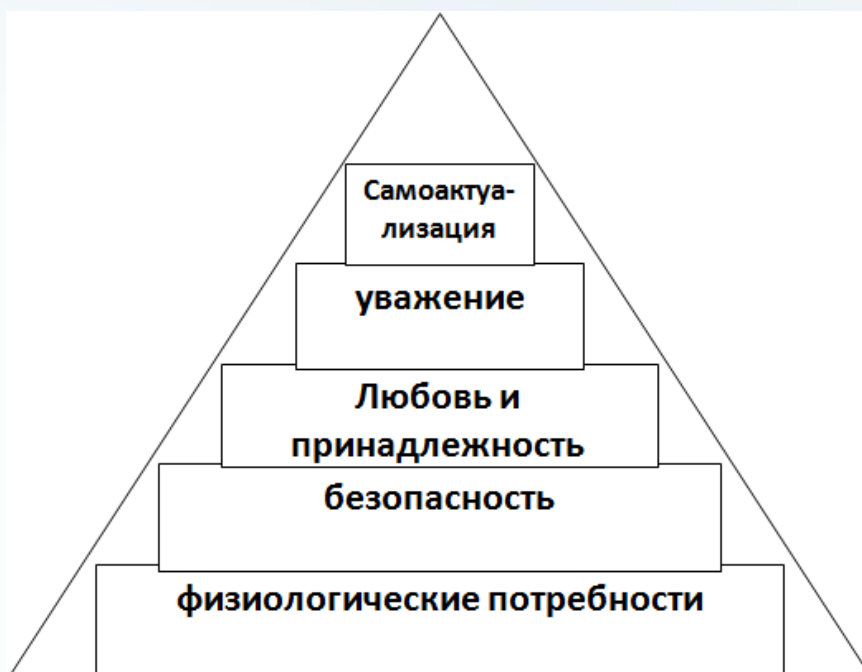 Самоактуа-
лизация
уважение
Любовь и
принадлежность
безопасность
физиологические потребности